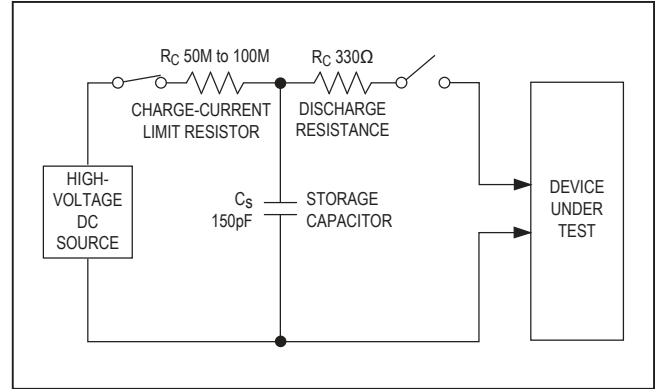 RC 50M to 100M
RC 330Ω
CHARGE-CURRENT
LIMIT RESISTOR
DISCHARGE
RESISTANCE
HIGH-
VOLTAGE
DC
SOURCE
CS
150pF
STORAGE
CAPACITOR
DEVICE
UNDER
TEST